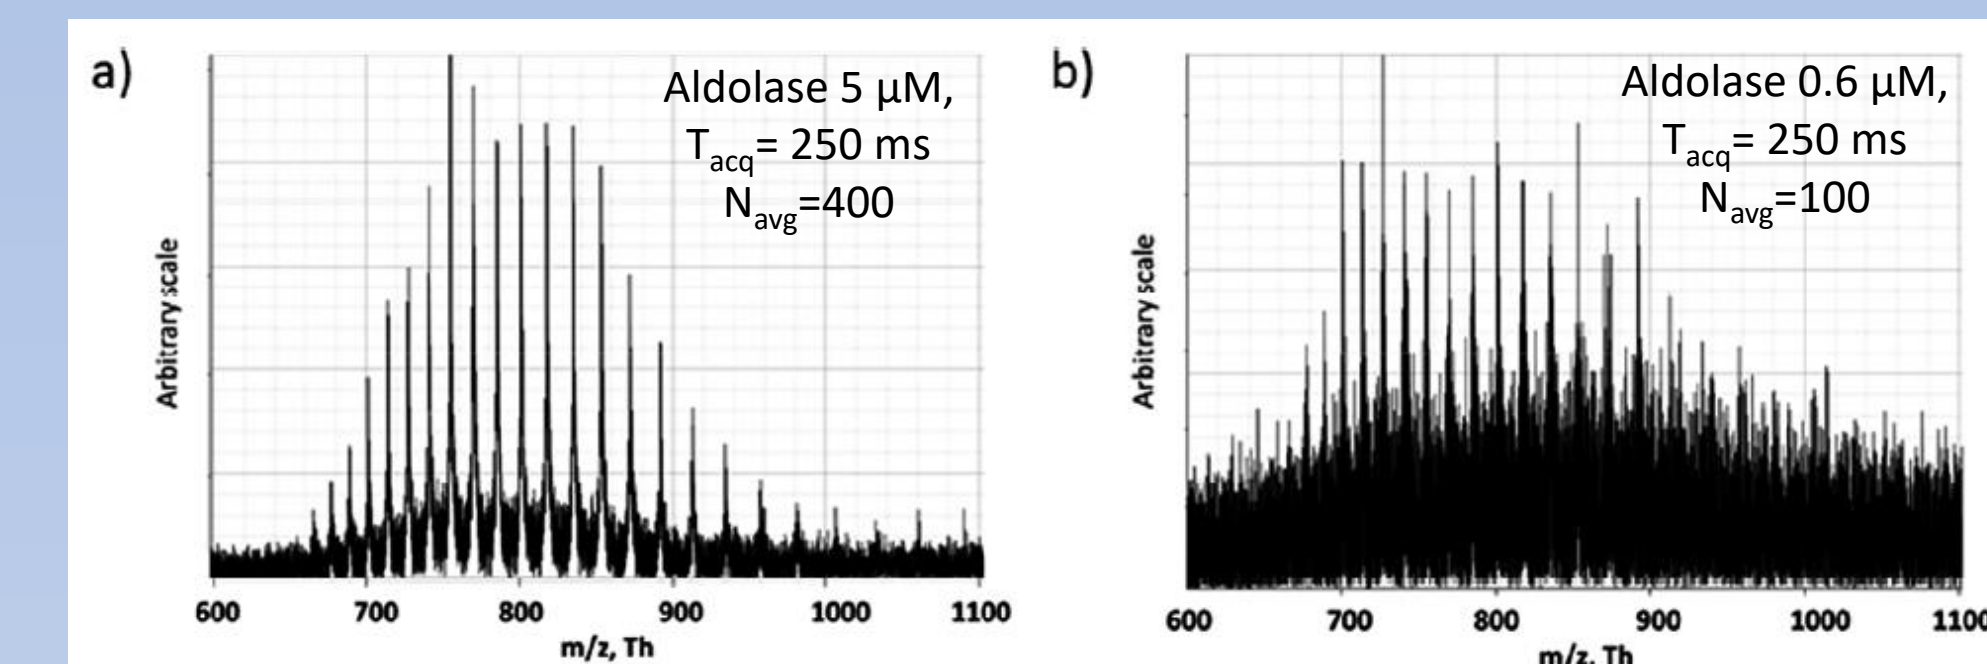 a)
Aldolase 5 µM,
Tacq= 250 ms
Navg=400
Arbitrary scale
600 700 800 900 1000 1100
m/z, Th
b)
Aldolase 0.6 µM,
Tacq= 250 ms
Navg=100
Arbitrary scale
600 700 800 900 1000 1100
m/z, Th